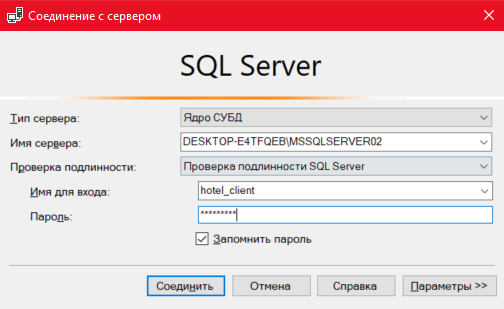 Соединение с сервером
SQL Server
Тип сервера: Ядро СУБД
Имя сервера: DESKTOP-E4TFQEB\MSSQLSERVER02
Проверка подлинности: Проверка подлинности SQL Server
Имя для входа: hotel_client
Пароль: *********
Запомнить пароль
Соединить Отмена Справка Параметры >>